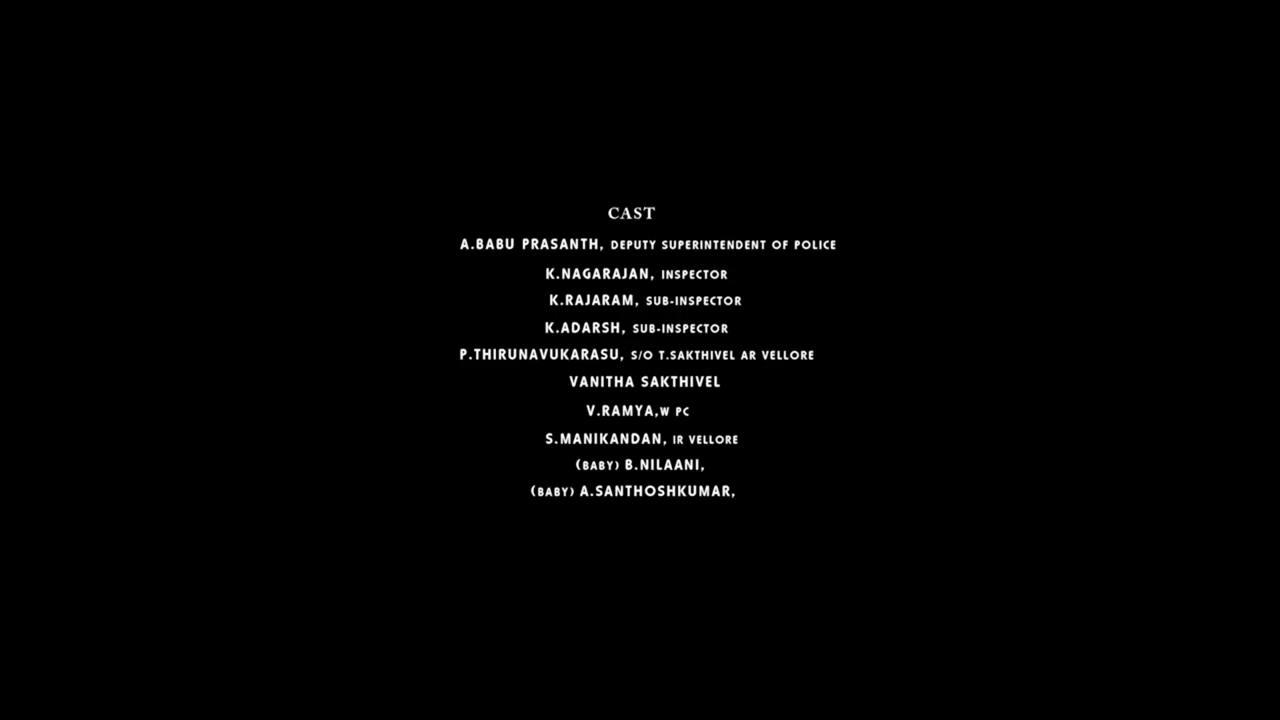 CAST
A.BABU PRASANTH, DEPUTY SUPERINTENDENT OF POLICE
K.NAGARAJAN, INSPECTOR
K.RAJARAM, SUB-INSPECTOR
K.ADARSH, SUB-INSPECTOR
P.THIRUNAVUKARASU, S/O T.SAKTHIVEL AR VELLORE
VANITHA SAKTHIVEL
V.RAMYA,W PC
S.MANIKANDAN, IR VELLORE
(BABY) B.NILAANI,
(BABY) A.SANTHOSHKUMAR,